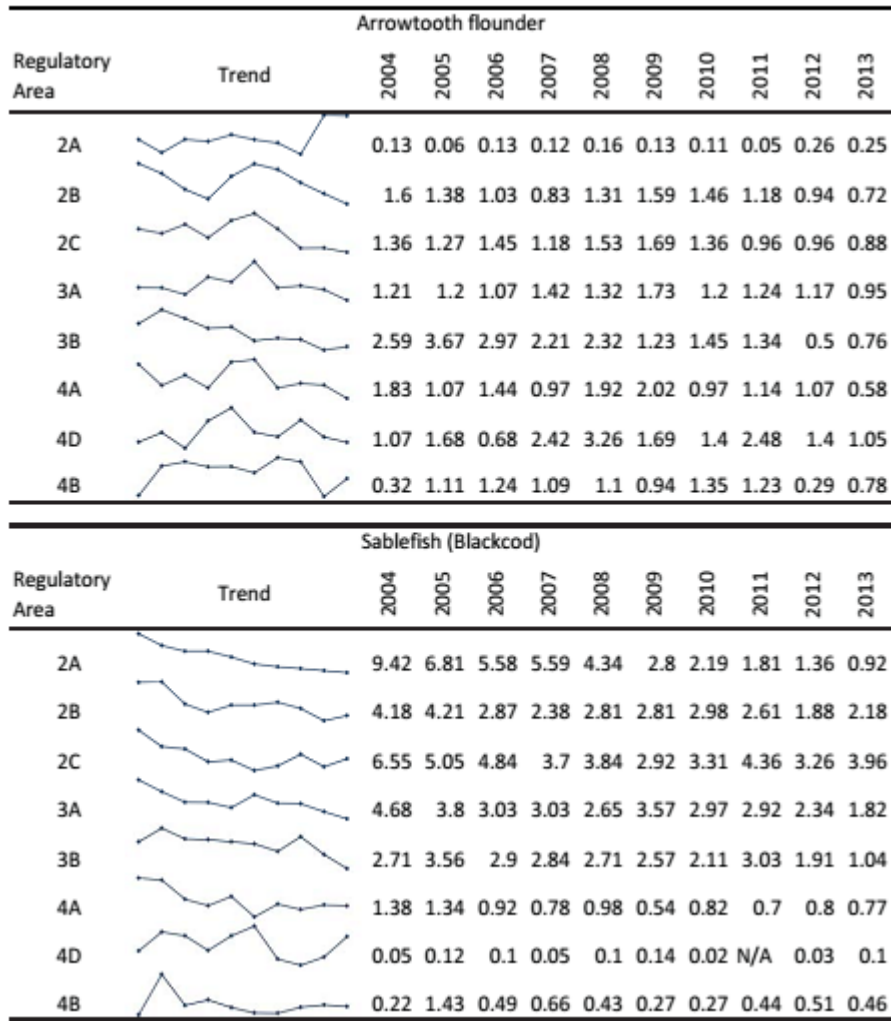 Arrowtooth flounder
Regulatory Area Trend 2004 2005 2006 2007 2008 2009 2010 2011 2012 2013
2A 0.13 0.06 0.13 0.12 0.16 0.13 0.11 0.05 0.26 0.25
2B 1.6 1.38 1.03 0.83 1.31 1.59 1.46 1.18 0.94 0.72
2C 1.36 1.27 1.45 1.18 1.53 1.69 1.36 0.96 0.96 0.88
3A 1.21 1.2 1.07 1.42 1.32 1.73 1.2 1.24 1.17 0.95
3B 2.59 3.67 2.97 2.21 2.32 1.23 1.45 1.34 0.5 0.76
4A 1.83 1.07 1.44 0.97 1.92 2.02 0.97 1.14 1.07 0.58
4D 1.07 1.68 0.68 2.42 3.26 1.69 1.4 2.48 1.4 1.05
4B 0.32 1.11 1.24 1.09 1.1 0.94 1.35 1.23 0.29 0.78
Sablefish (Blackcod)
Regulatory Area Trend 2004 2005 2006 2007 2008 2009 2010 2011 2012 2013
2A 9.42 6.81 5.58 5.59 4.34 2.8 2.19 1.81 1.36 0.92
2B 4.18 4.21 2.87 2.38 2.81 2.81 2.98 2.61 1.88 2.18
2C 6.55 5.05 4.84 3.7 3.84 2.92 3.31 4.36 3.26 3.96
3A 4.68 3.8 3.03 3.03 2.65 3.57 2.97 2.92 2.34 1.82
3B 2.71 3.56 2.9 2.84 2.71 2.57 2.11 3.03 1.91 1.04
4A 1.38 1.34 0.92 0.78 0.98 0.54 0.82 0.7 0.8 0.77
4D 0.05 0.12 0.1 0.05 0.1 0.14 0.02 N/A 0.03 0.1
4B 0.22 1.43 0.49 0.66 0.43 0.27 0.27 0.44 0.51 0.46